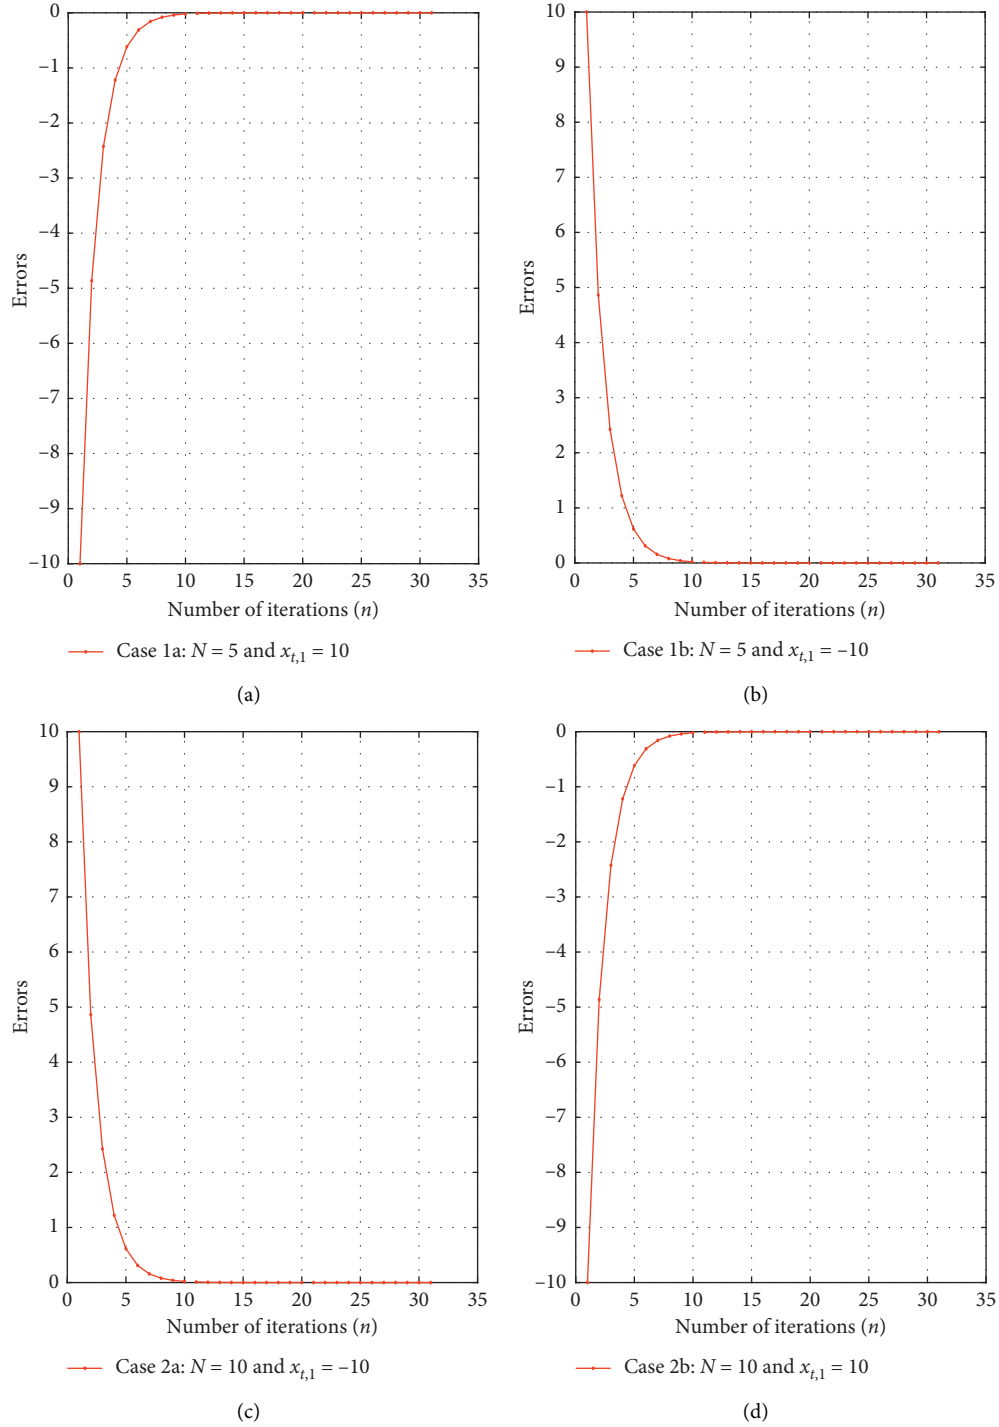 0
−1
−2
−3
−4
−5
−6
−7
−8
−9
−10
Errors
0 5 10 15 20 25 30 35
Number of iterations (n)
Case 1a: N = 5 and x_{t,1} = 10
(a)
10
9
8
7
6
5
4
3
2
1
0
Errors
0 5 10 15 20 25 30 35
Number of iterations (n)
Case 1b: N = 5 and x_{t,1} = −10
(b)
10
9
8
7
6
5
4
3
2
1
0
Errors
0 5 10 15 20 25 30 35
Number of iterations (n)
Case 2a: N = 10 and x_{t,1} = −10
(c)
0
−1
−2
−3
−4
−5
−6
−7
−8
−9
−10
Errors
0 5 10 15 20 25 30 35
Number of iterations (n)
Case 2b: N = 10 and x_{t,1} = 10
(d)